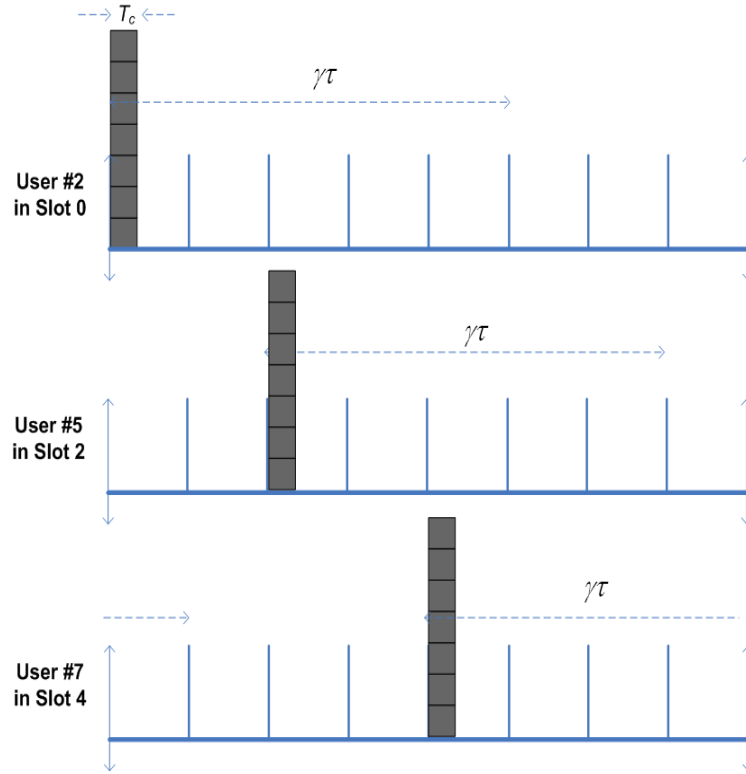 T_c
γτ
User #2
in Slot 0
γτ
User #5
in Slot 2
γτ
User #7
in Slot 4